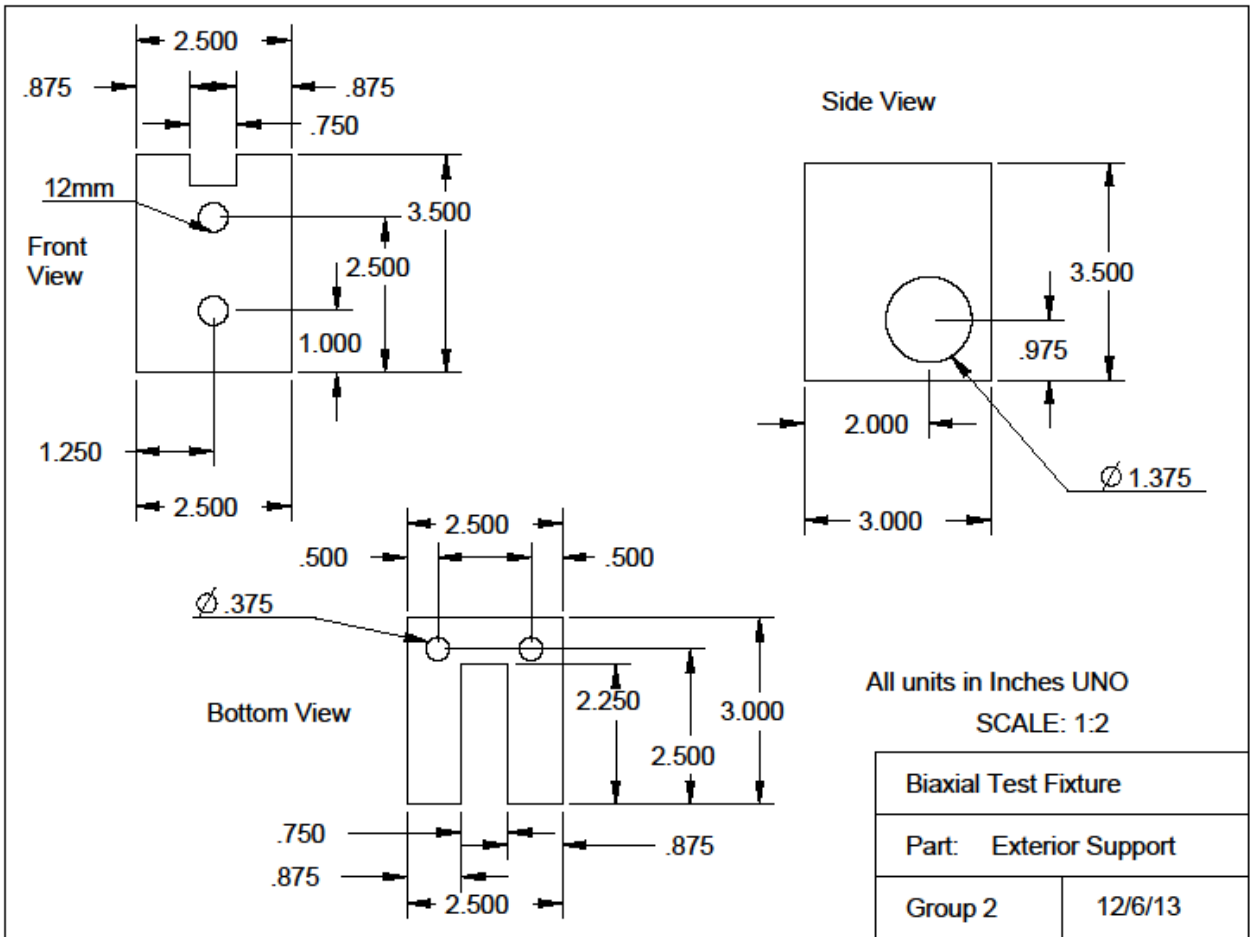 2.500
.875
.875
.750
12mm
3.500
Front
View
2.500
1.000
1.250
2.500
Side View
3.500
.975
2.000
Ø 1.375
3.000
2.500
.500
.500
Ø .375
Bottom View
2.250
3.000
2.500
.750
.875
.875
2.500
All units in Inches UNO
SCALE: 1:2
Biaxial Test Fixture
Part: Exterior Support
Group 2
12/6/13